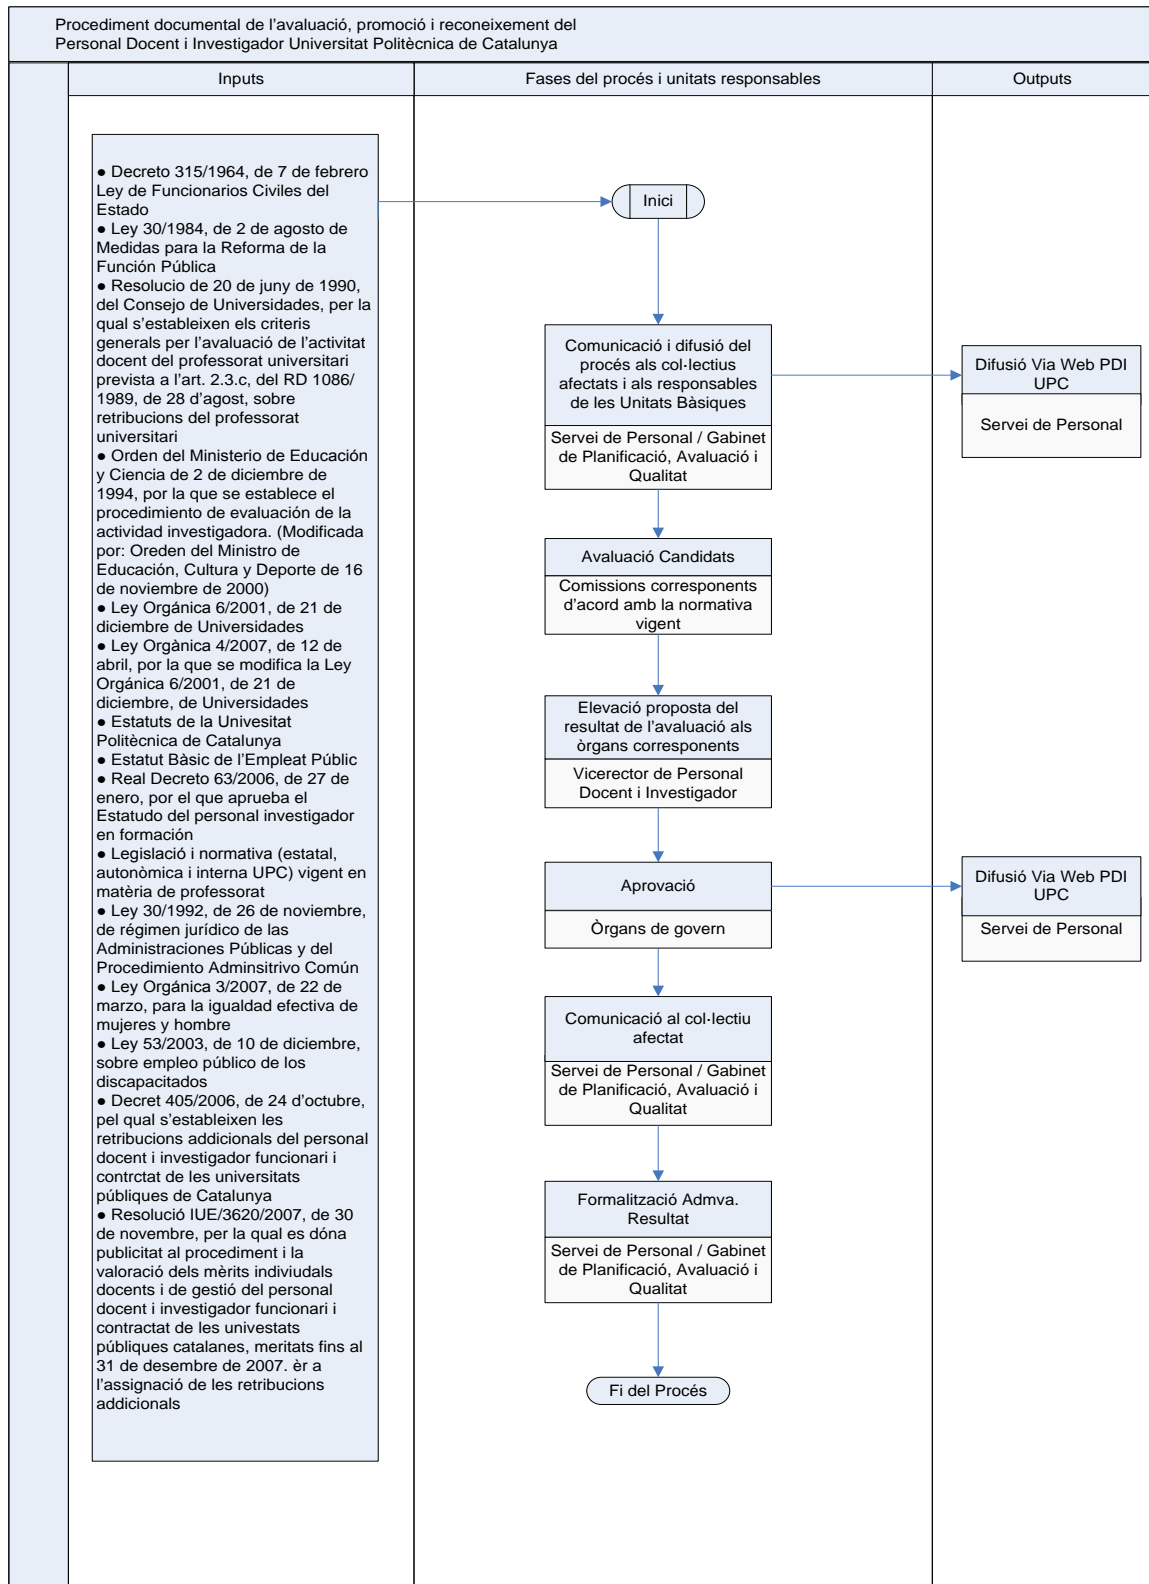 Procediment documental de l’avaluació, promoció i reconeixement del
Personal Docent i Investigador Universitat Politècnica de Catalunya
Inputs
Fases del procés i unitats responsables
Outputs
● Decreto 315/1964, de 7 de febrero
Ley de Funcionarios Civiles del
Estado
● Ley 30/1984, de 2 de agosto de
Medidas para la Reforma de la
Función Pública
● Resolucio de 20 de juny de 1990,
del Consejo de Universidades, per la
qual s’estableixen els criteris
generals per l’avaluació de l’activitat
docent del professorat universitari
prevista a l’art. 2.3.c, del RD 1086/
1989, de 28 d’agost, sobre
retribucions del professorat
universitari
● Orden del Ministerio de Educación
y Ciencia de 2 de diciembre de
1994, por la que se establece el
procedimiento de evaluación de la
actividad investigadora. (Modificada
por: Oreden del Ministro de
Educación, Cultura y Deporte de 16
de noviembre de 2000)
● Ley Orgánica 6/2001, de 21 de
diciembre de Universidades
● Ley Orgànica 4/2007, de 12 de
abril, por la que se modifica la Ley
Orgánica 6/2001, de 21 de
diciembre, de Universidades
● Estatuts de la Univesitat
Politècnica de Catalunya
● Estatut Bàsic de l’Empleat Públic
● Real Decreto 63/2006, de 27 de
enero, por el que aprueba el
Estatudo del personal investigador
en formación
● Legislació i normativa (estatal,
autonòmica i interna UPC) vigent en
matèria de professorat
● Ley 30/1992, de 26 de noviembre,
de régimen jurídico de las
Administraciones Públicas y del
Procedimiento Adminsitrivo Común
● Ley Orgánica 3/2007, de 22 de
marzo, para la igualdad efectiva de
mujeres y hombre
● Ley 53/2003, de 10 de diciembre,
sobre empleo público de los
discapacitados
● Decret 405/2006, de 24 d’octubre,
pel qual s’estableixen les
retribucions addicionals del personal
docent i investigador funcionari i
contrctat de les universitats
públiques de Catalunya
● Resolució IUE/3620/2007, de 30
de novembre, per la qual es dóna
publicitat al procediment i la
valoració dels mèrits indiviudals
docents i de gestió del personal
docent i investigador funcionari i
contractat de les univestats
públiques catalanes, meritats fins al
31 de desembre de 2007. èr a
l’assignació de les retribucions
addicionals
Inici
Comunicació i difusió del
procés als col·lectius
afectats i als responsables
de les Unitats Bàsiques
Servei de Personal / Gabinet
de Planificació, Avaluació i
Qualitat
Difusió Via Web PDI
UPC
Servei de Personal
Avaluació Candidats
Comissions corresponents
d’acord amb la normativa
vigent
Elevació proposta del
resultat de l’avaluació als
òrgans corresponents
Vicerector de Personal
Docent i Investigador
Aprovació
Òrgans de govern
Difusió Via Web PDI
UPC
Servei de Personal
Comunicació al col·lectiu
afectat
Servei de Personal / Gabinet
de Planificació, Avaluació i
Qualitat
Formalització Admva.
Resultat
Servei de Personal / Gabinet
de Planificació, Avaluació i
Qualitat
Fi del Procés